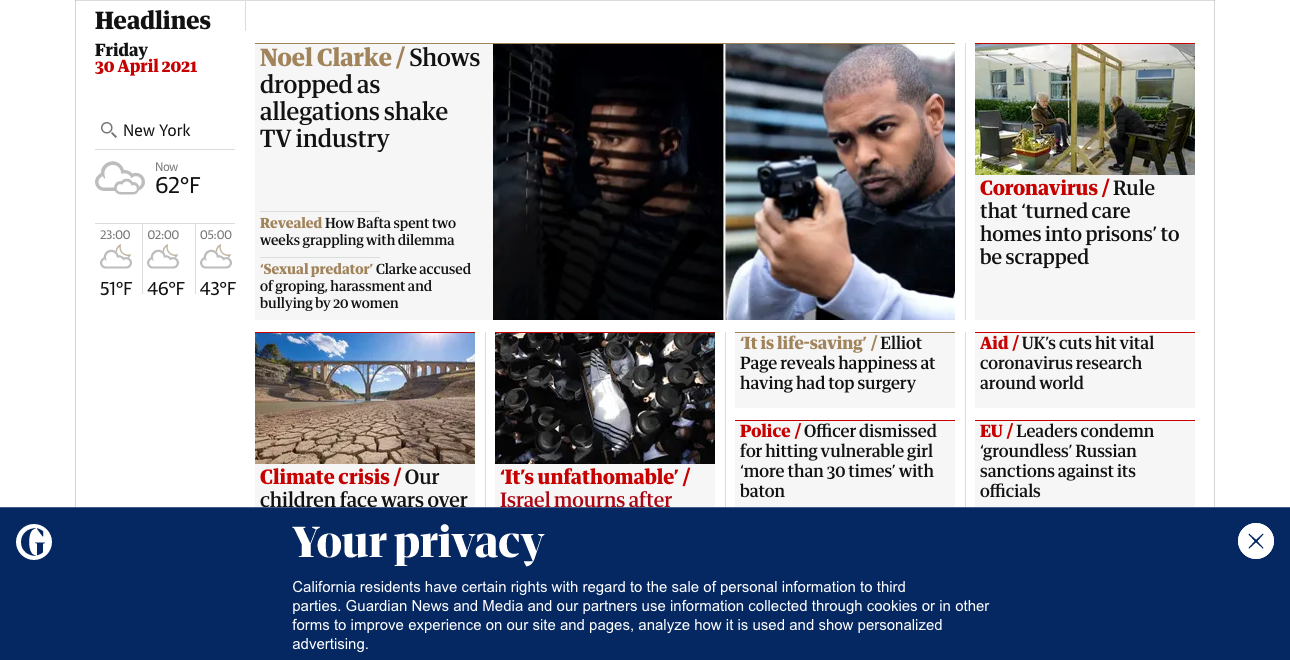 Headlines
Friday
30 April 2021
New York
Now
62°F
23:00
02:00
05:00
51°F
46°F
43°F
Noel Clarke / Shows
dropped as
allegations shake
TV industry
Revealed How Bafta spent two
weeks grappling with dilemma
‘Sexual predator’ Clarke accused
of groping, harassment and
bullying by 20 women
Coronavirus / Rule
that ‘turned care
homes into prisons’ to
be scrapped
Climate crisis / Our
children face wars over
‘It’s unfathomable’ /
Israel mourns after
‘It is life-saving’ / Elliot
Page reveals happiness at
having had top surgery
Police / Officer dismissed
for hitting vulnerable girl
‘more than 30 times’ with
baton
Aid / UK’s cuts hit vital
coronavirus research
around world
EU / Leaders condemn
‘groundless’ Russian
sanctions against its
officials
G
Your privacy
California residents have certain rights with regard to the sale of personal information to third
parties. Guardian News and Media and our partners use information collected through cookies or in other
forms to improve experience on our site and pages, analyze how it is used and show personalized
advertising.